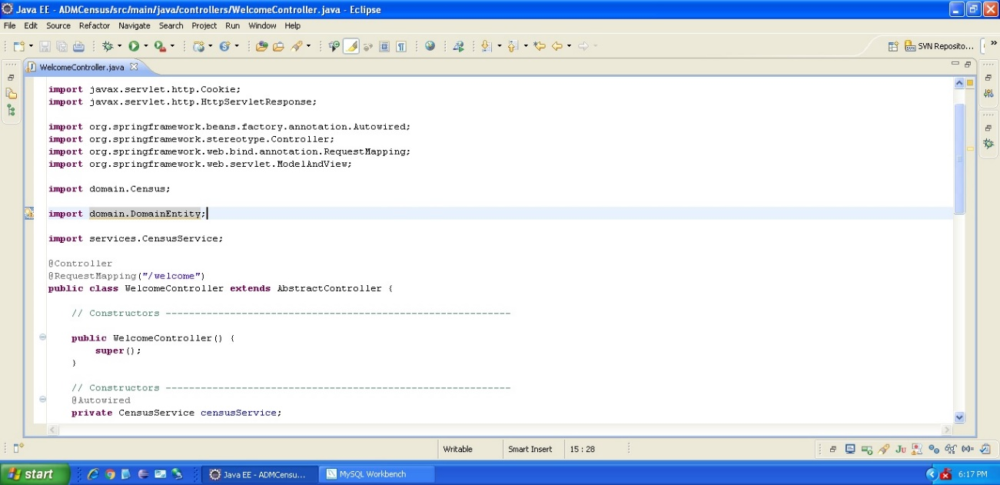 Java EE - ADMCensus/src/main/java/controllers/WelcomeController.java - Eclipse
File Edit Source Refactor Navigate Search Project Run Window Help
SVN Reposito... »
WelcomeController.java
import javax.servlet.http.Cookie;
import javax.servlet.http.HttpServletResponse;
import org.springframework.beans.factory.annotation.Autowired;
import org.springframework.stereotype.Controller;
import org.springframework.web.bind.annotation.RequestMapping;
import org.springframework.web.servlet.ModelAndView;
import domain.Census;
import domain.DomainEntity;
import services.CensusService;
@Controller
@RequestMapping("/welcome")
public class WelcomeController extends AbstractController {
// Constructors -----------------------------------------------------------
public WelcomeController() {
super();
}
// Constructors -----------------------------------------------------------
@Autowired
private CensusService censusService;
Writable Smart Insert 15 : 28
start Java EE - ADMCensu... MySQL Workbench 6:17 PM